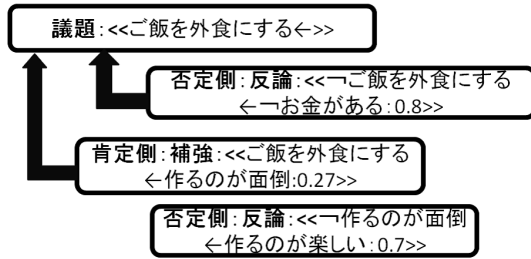 議題:<<ご飯を外食にする←>>
否定側:反論:<<¬ご飯を外食にする
←¬お金がある:0.8>>
肯定側:補強:<<ご飯を外食にする
←作るのが面倒:0.27>>
否定側:反論:<<¬作るのが面倒
←作るのが楽しい:0.7>>